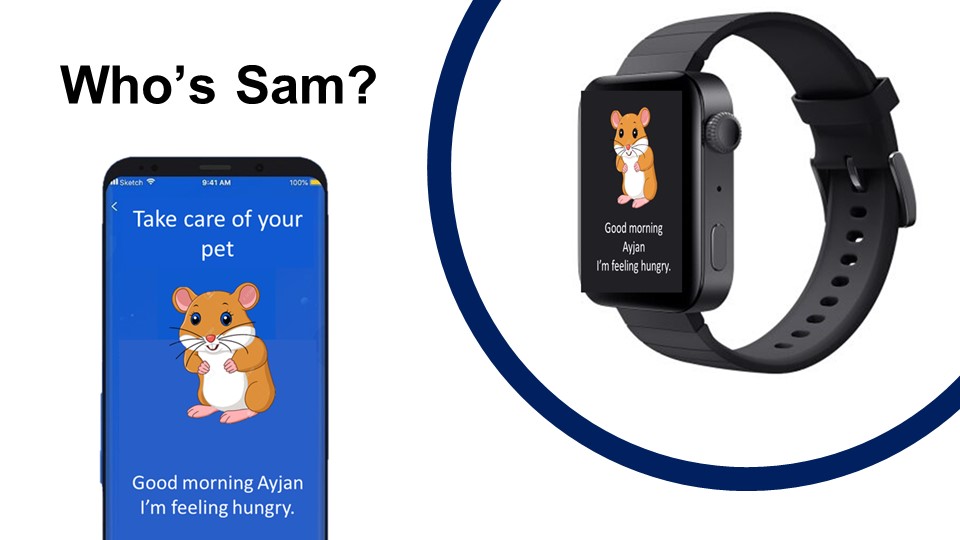 Who's Sam?
Sketch 9:41 AM 100%
Take care of your
pet
Good morning Ayjan
I'm feeling hungry.
Good morning
Ayjan
I'm feeling hungry.